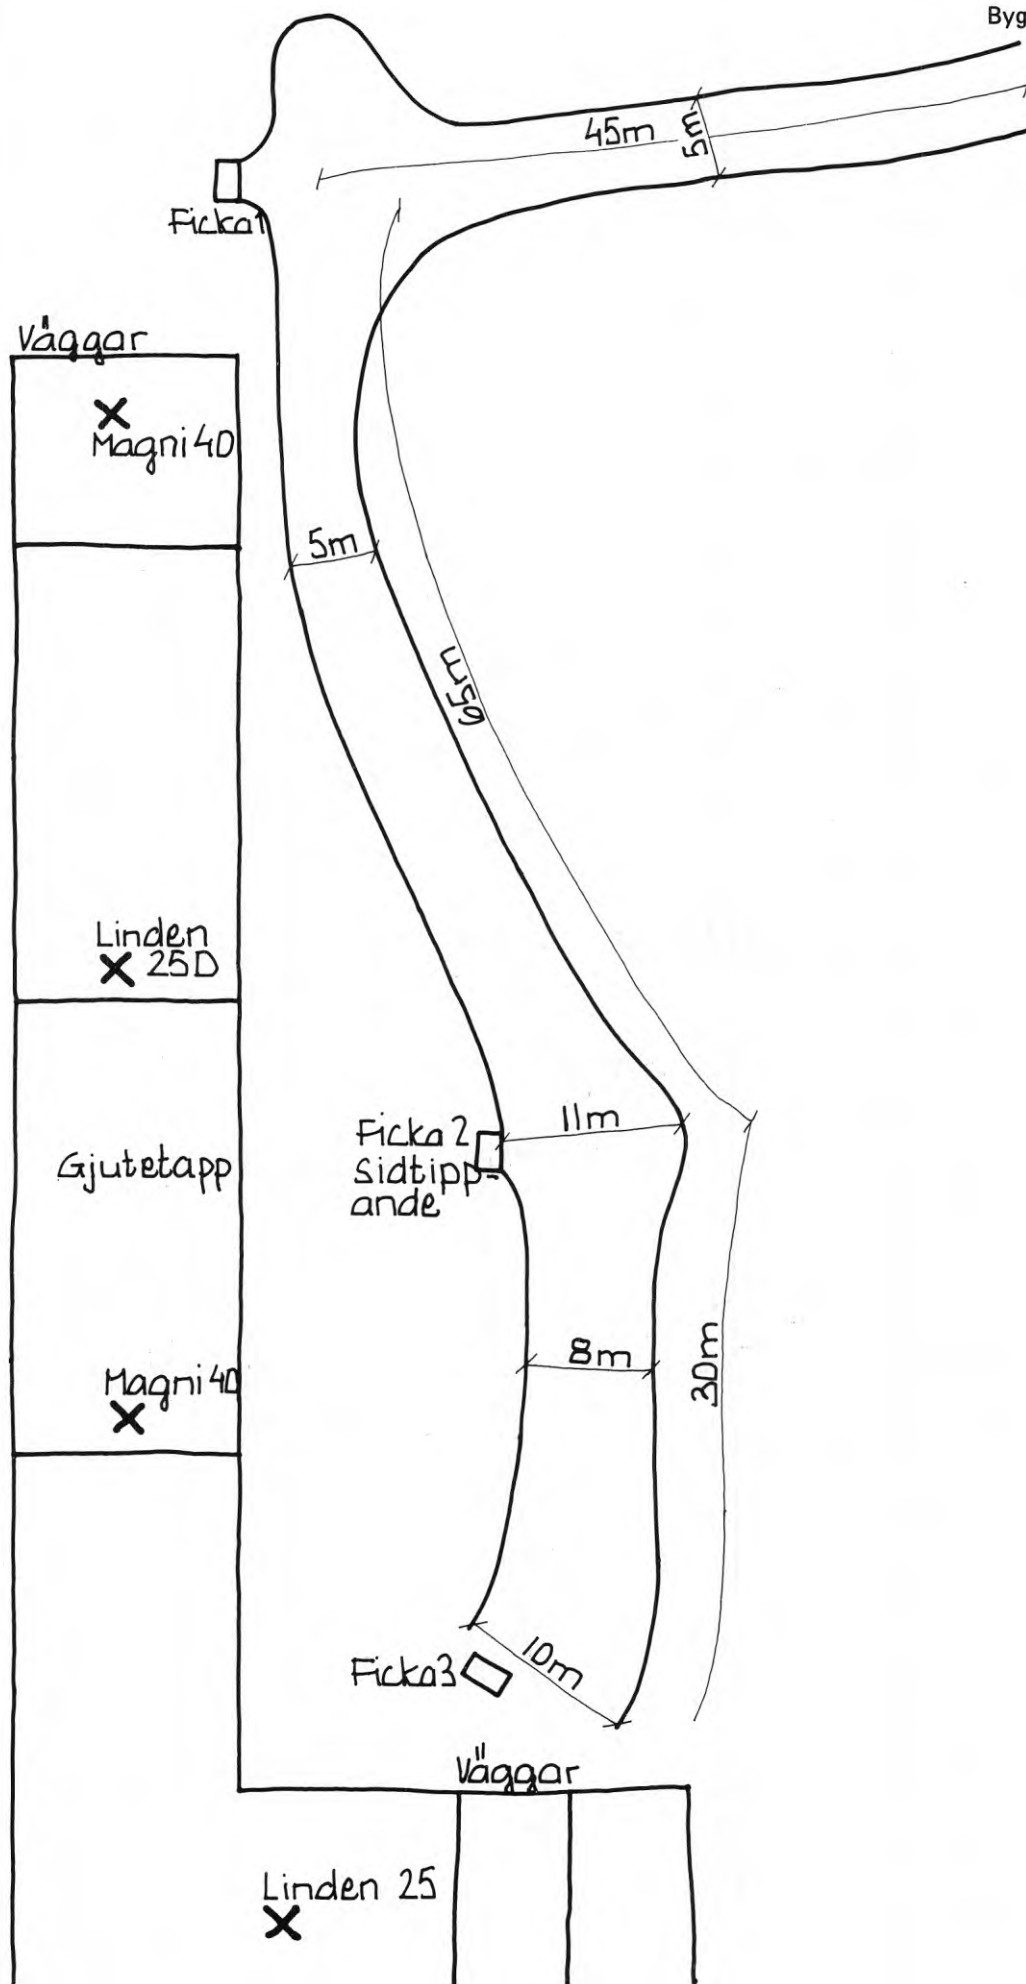 Byg
45m
5m
Ficka1
Väggar
Magni 40
5m
65m
Linden
25D
Ficka 2
Sidtipp-
ande
11m
Gjutetapp
8m
30m
Magni 40
10m
Ficka3
Väggar
Linden 25